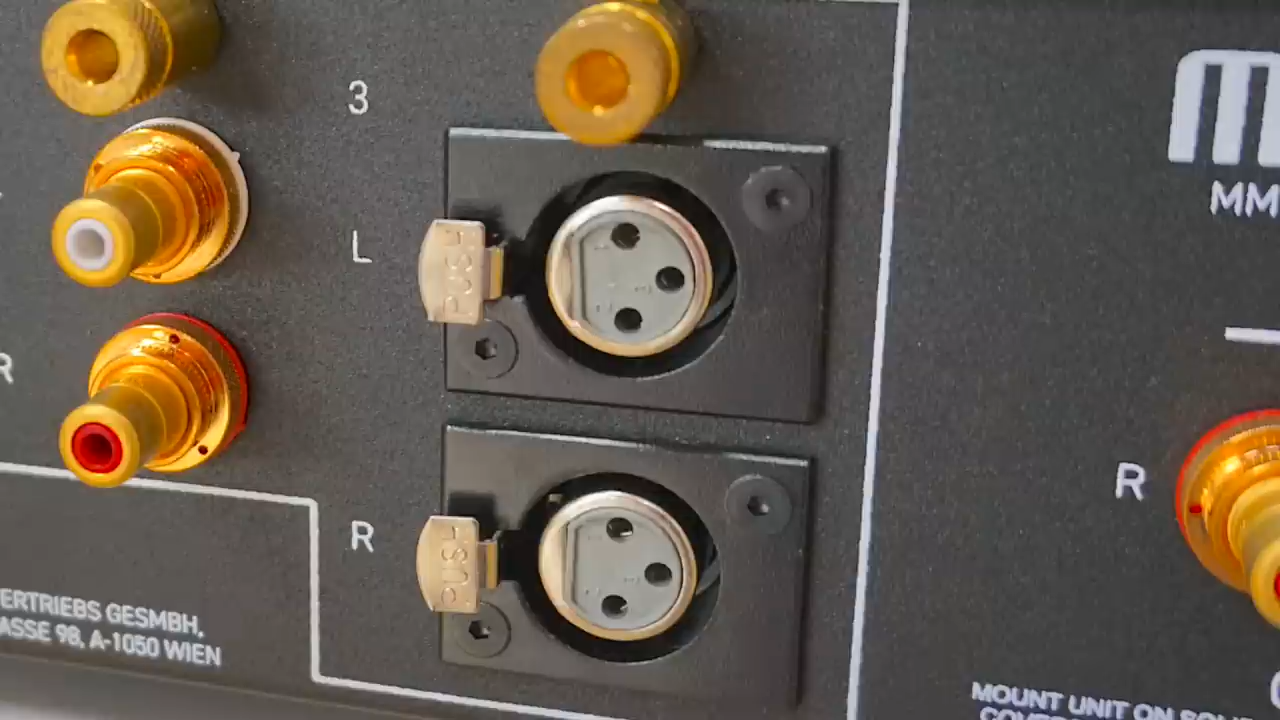 3
MM
L
PUSH
R
R
R
PUSH
ERTRIEBS GESMBH,
ASSE 98, A-1050 WIEN
MOUNT UNIT ON